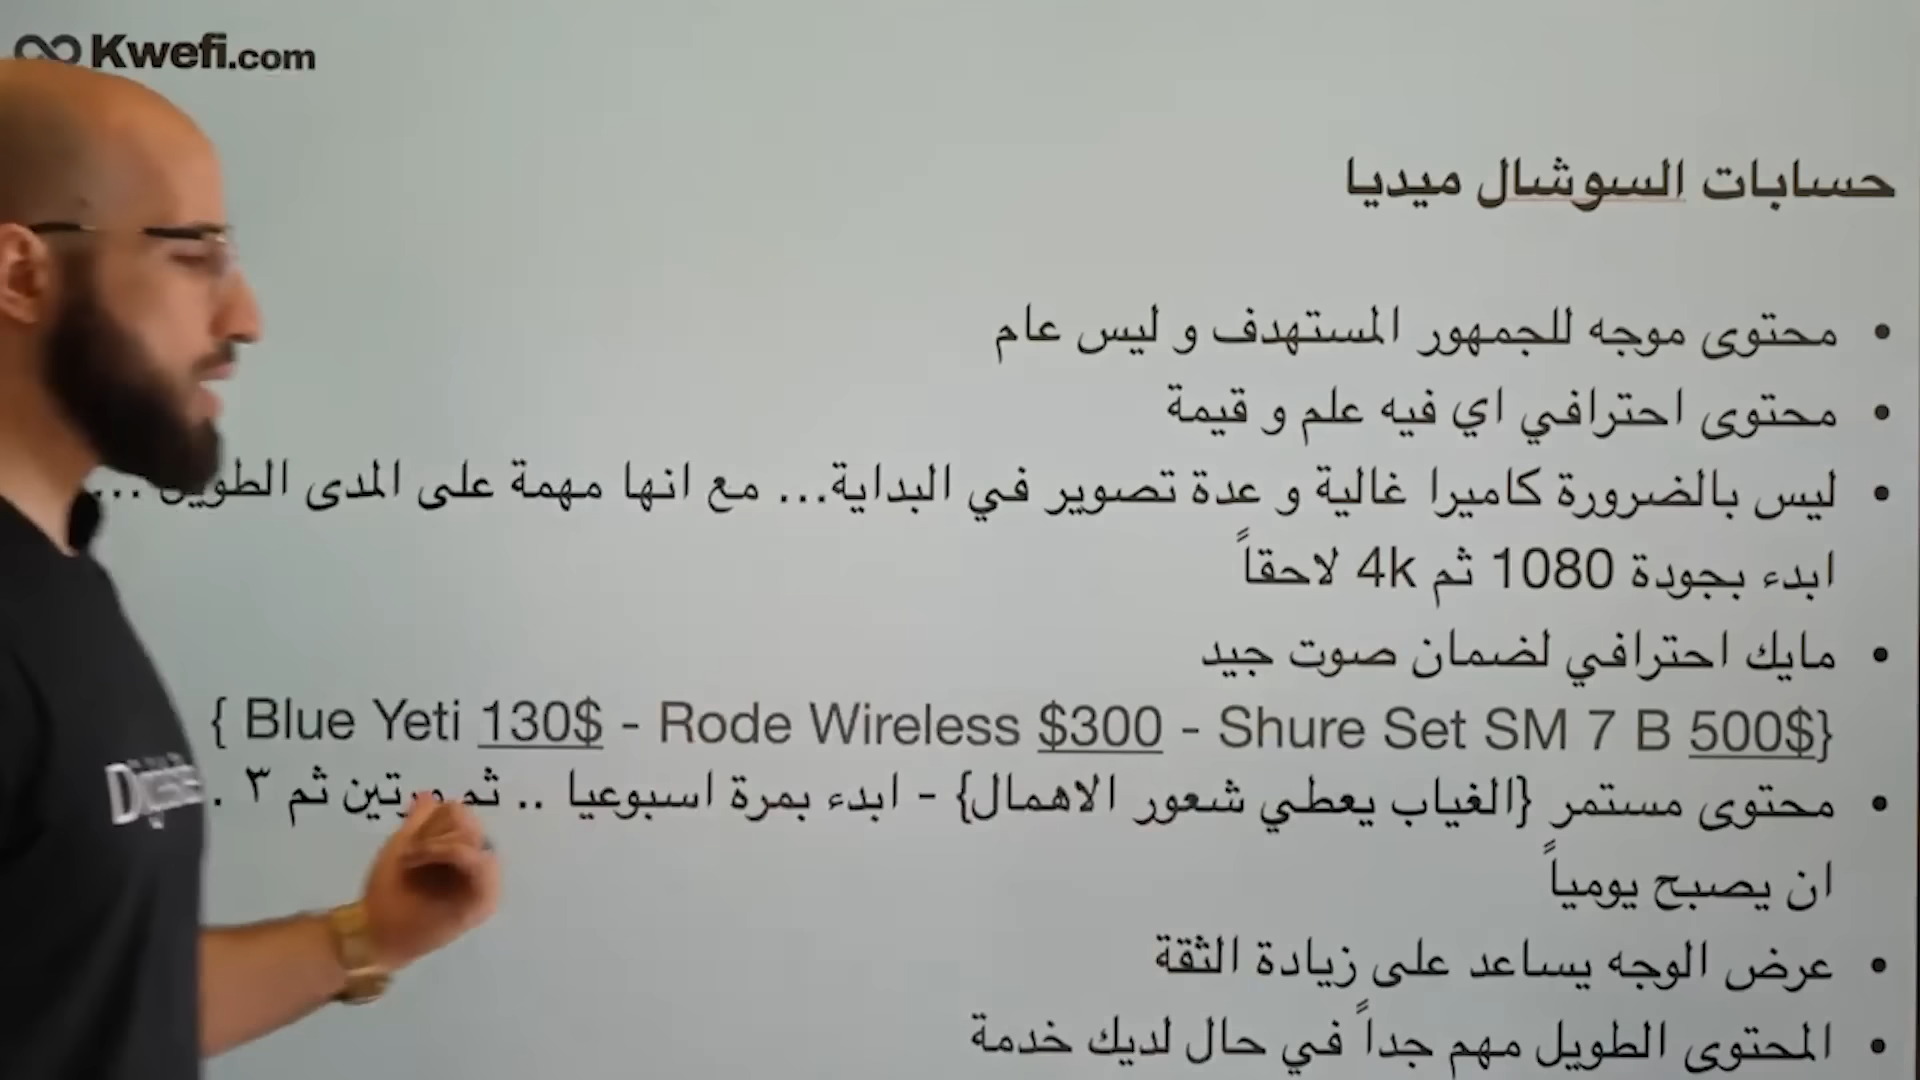 Kwefi.com
حسابات السوشال ميديا
• محتوى موجه للجمهور المستهدف و ليس عام
• محتوى احترافي اي فيه علم و قيمة
• ليس بالضرورة كاميرا غالية و عدة تصوير في البداية... مع انها مهمة على المدى الطويل ...
ابدء بجودة 1080 ثم 4k لاحقاً
• مايك احترافي لضمان صوت جيد
{ Blue Yeti 130$ - Rode Wireless $300 - Shure Set SM 7 B 500$}
• محتوى مستمر {الغياب يعطي شعور الاهمال} - ابدء بمرة اسبوعيا .. ثم مرتين ثم ٣ .
ان يصبح يومياً
• عرض الوجه يساعد على زيادة الثقة
• المحتوى الطويل مهم جداً في حال لديك خدمة